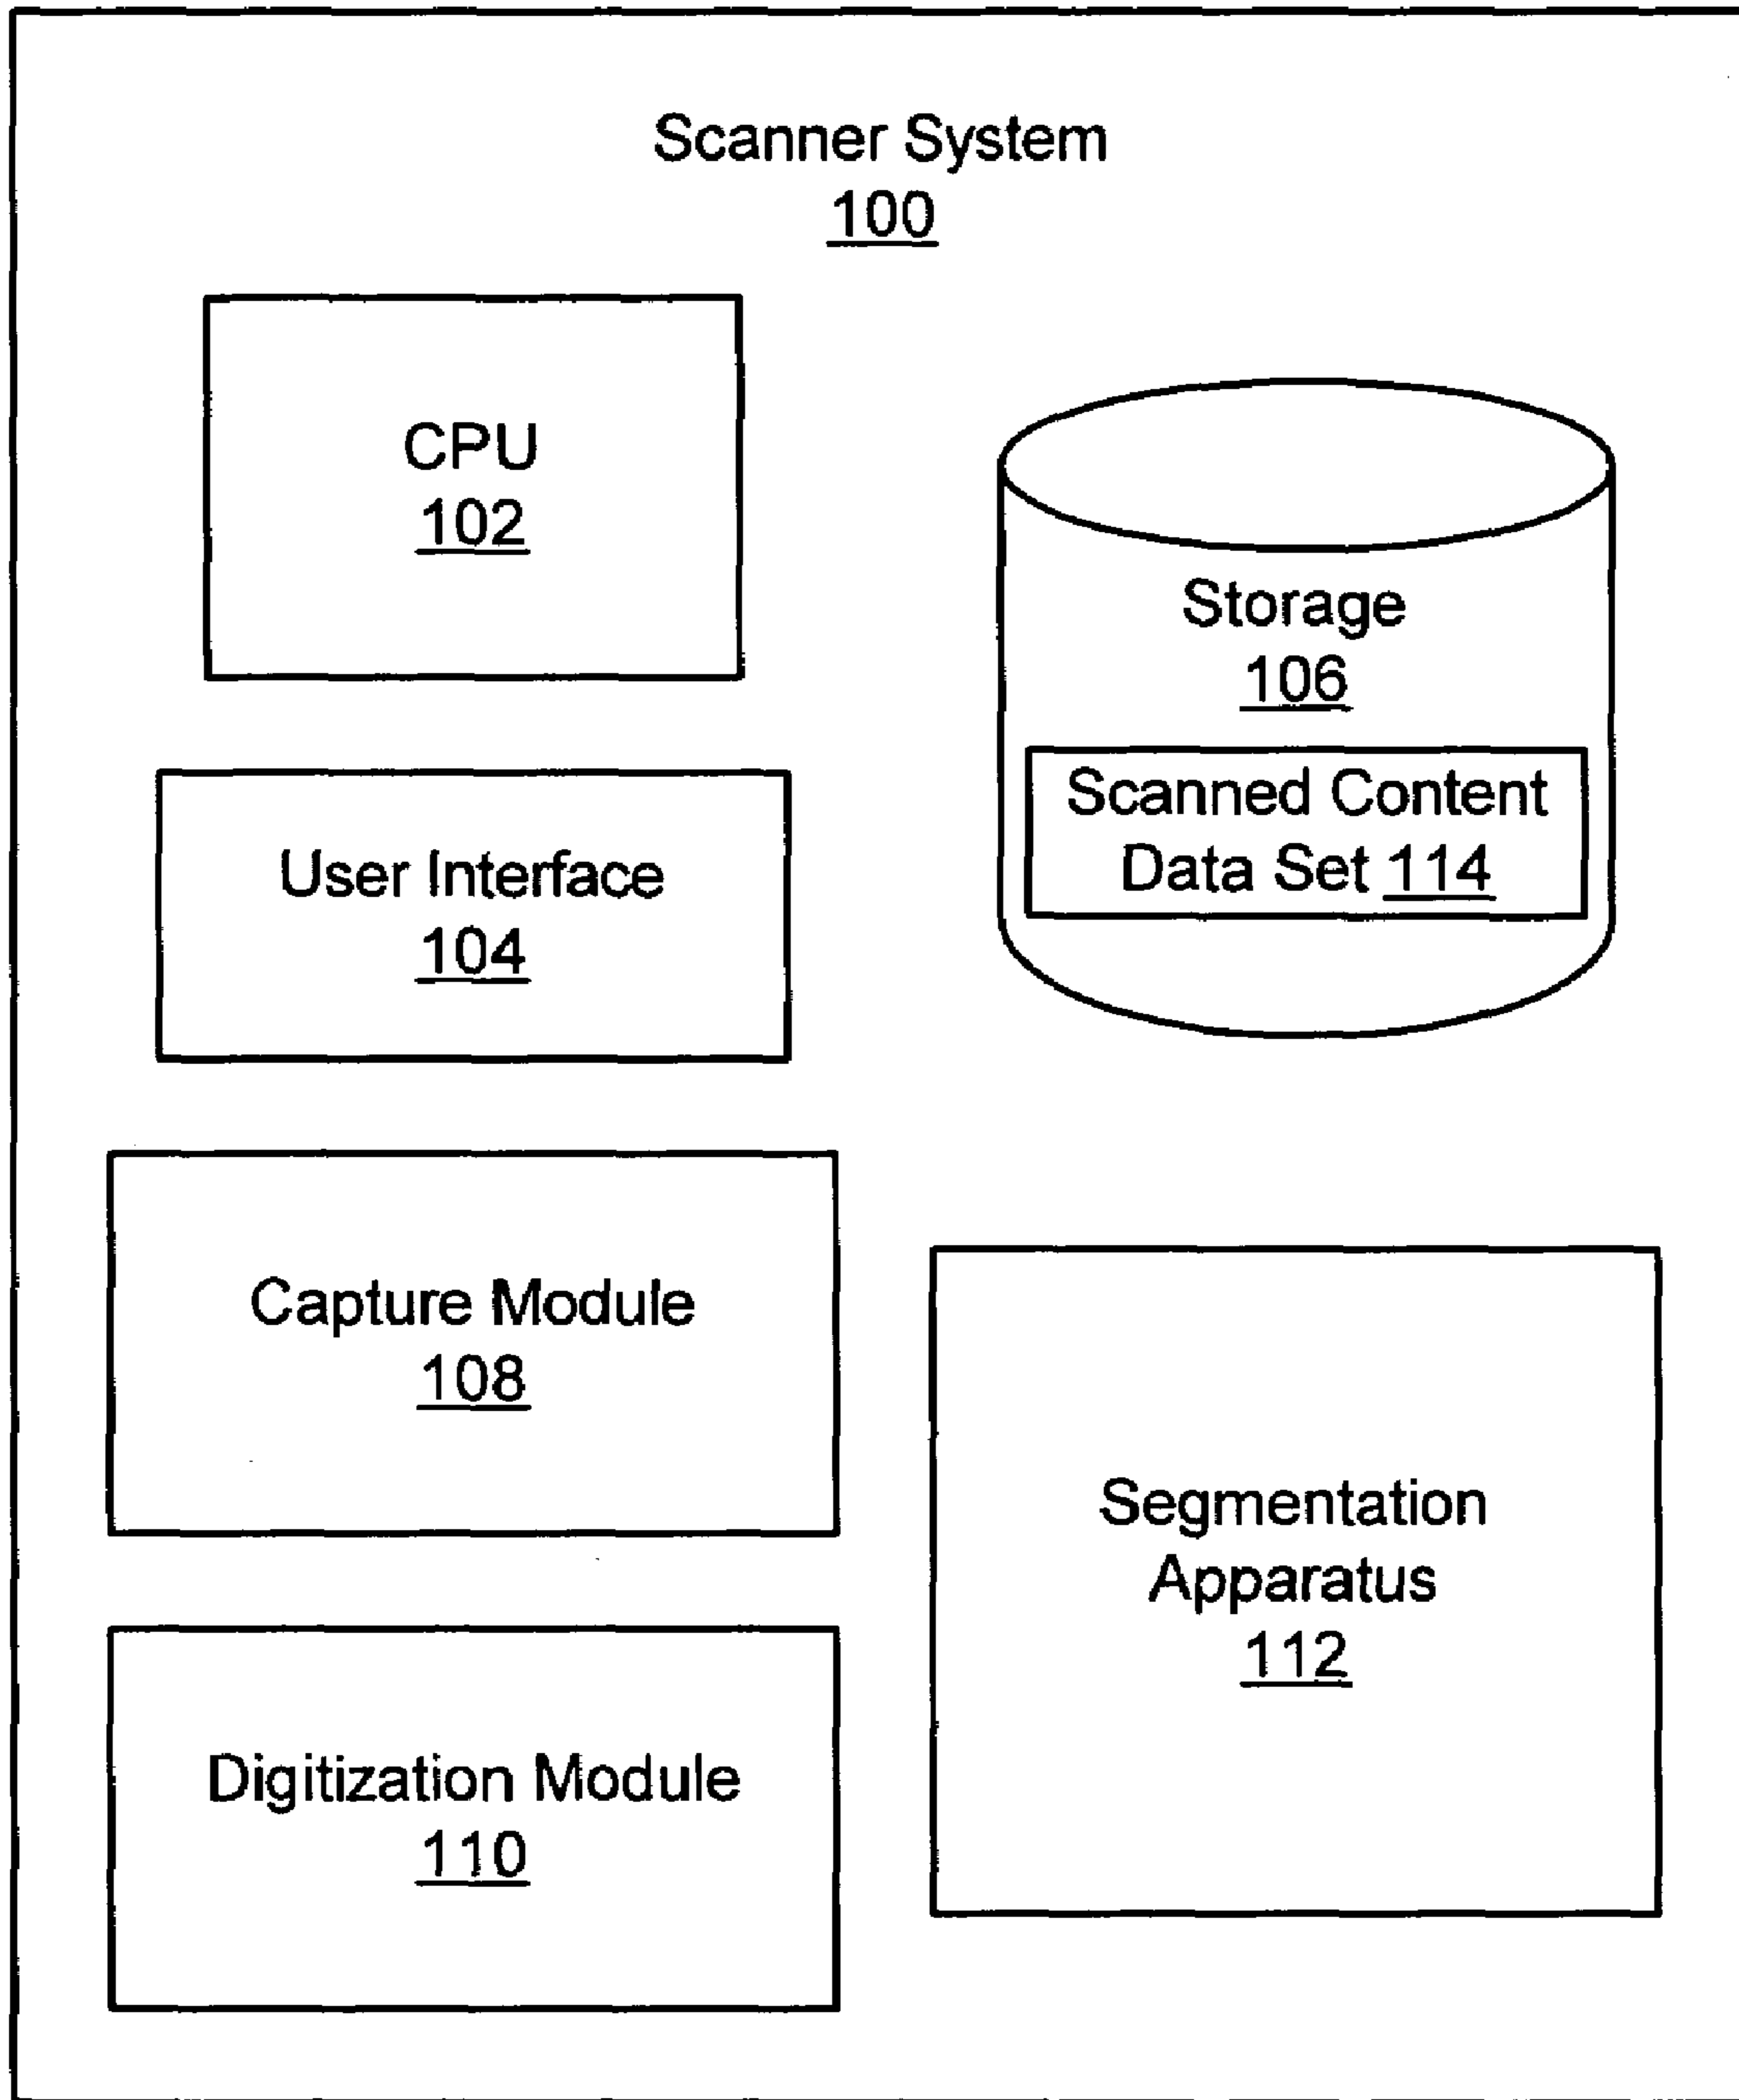 Scanner System
100
CPU
102
Storage
106
Scanned Content
Data Set 114
User Interface
104
Capture Module
108
Segmentation
Apparatus
112
Digitization Module
110